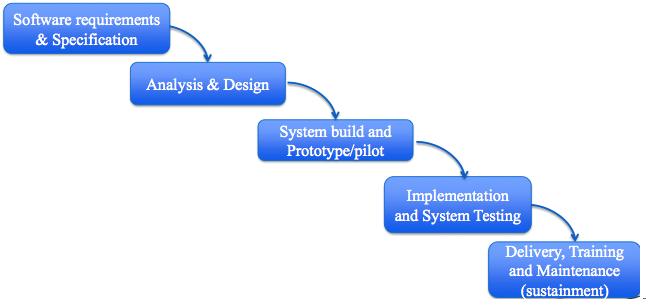 Software requirements
& Specification
Analysis & Design
System build and
Prototype/pilot
Implementation
and System Testing
Delivery, Training
and Maintenance
(sustainment)